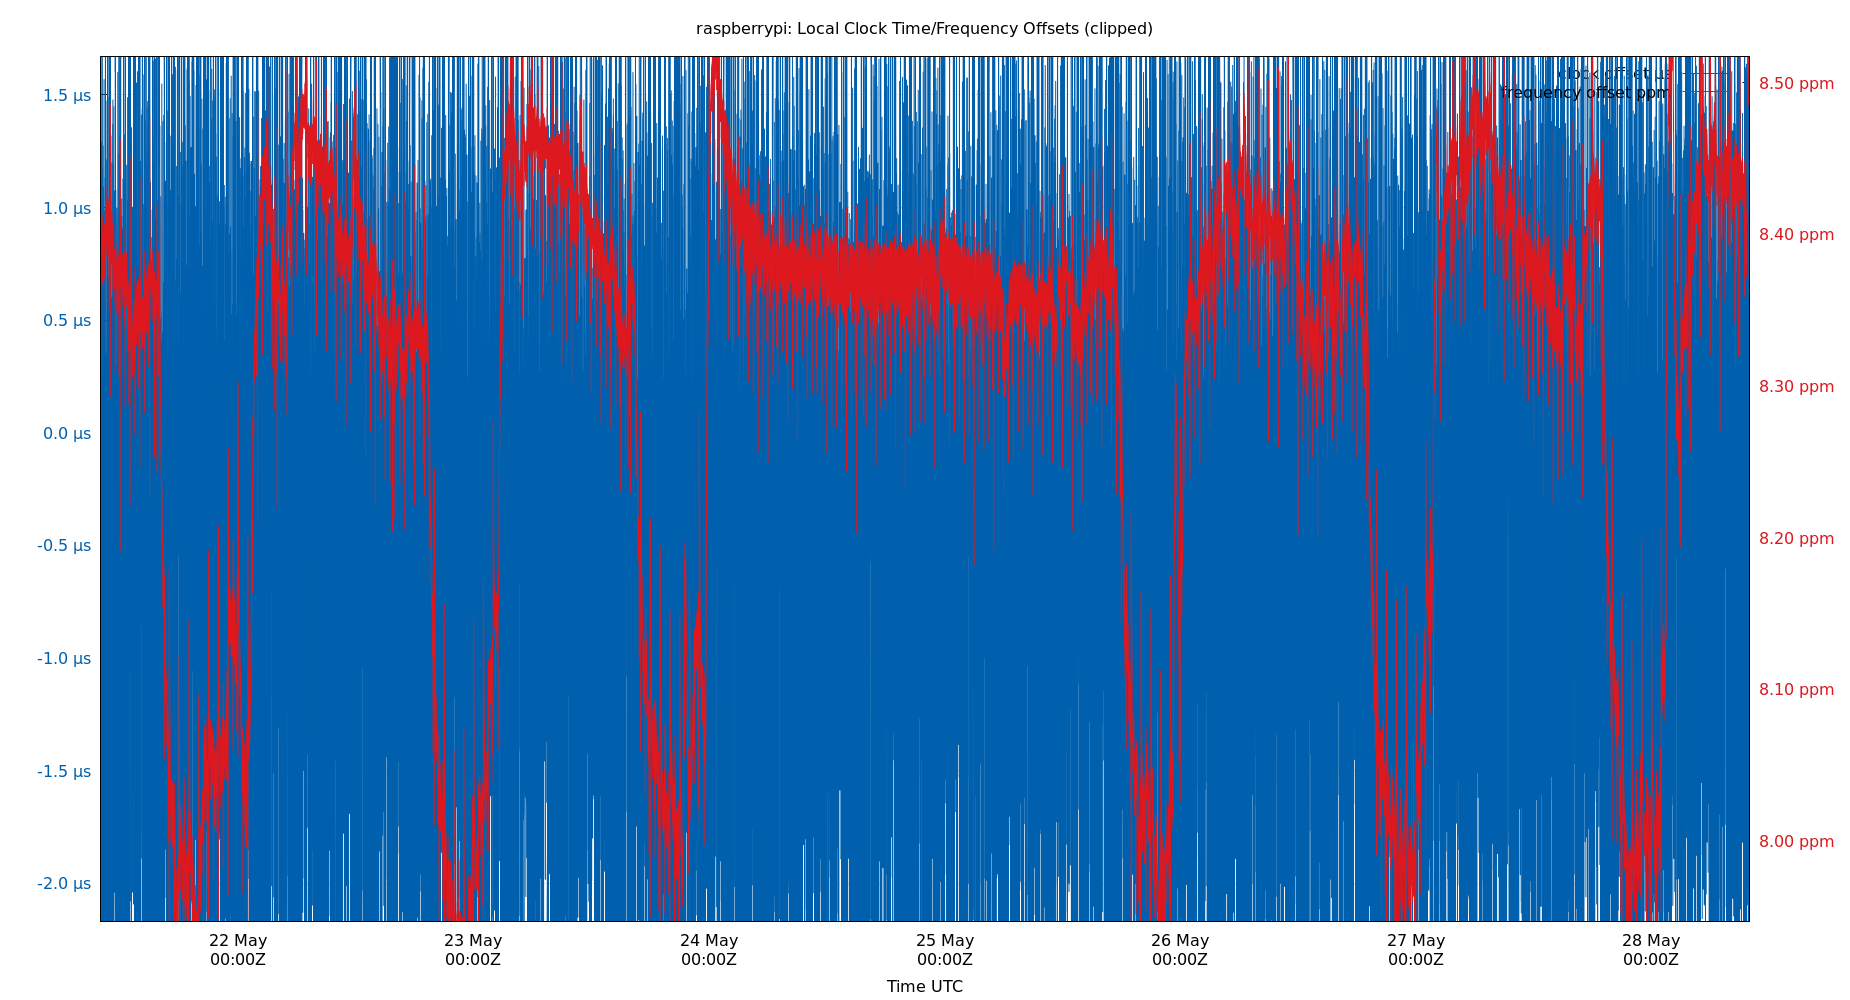 raspberrypi: Local Clock Time/Frequency Offsets (clipped)
clock offset µs
frequency offset ppm
1.5 µs
1.0 µs
0.5 µs
0.0 µs
-0.5 µs
-1.0 µs
-1.5 µs
-2.0 µs
8.50 ppm
8.40 ppm
8.30 ppm
8.20 ppm
8.10 ppm
8.00 ppm
22 May
00:00Z
23 May
00:00Z
24 May
00:00Z
25 May
00:00Z
26 May
00:00Z
27 May
00:00Z
28 May
00:00Z
Time UTC